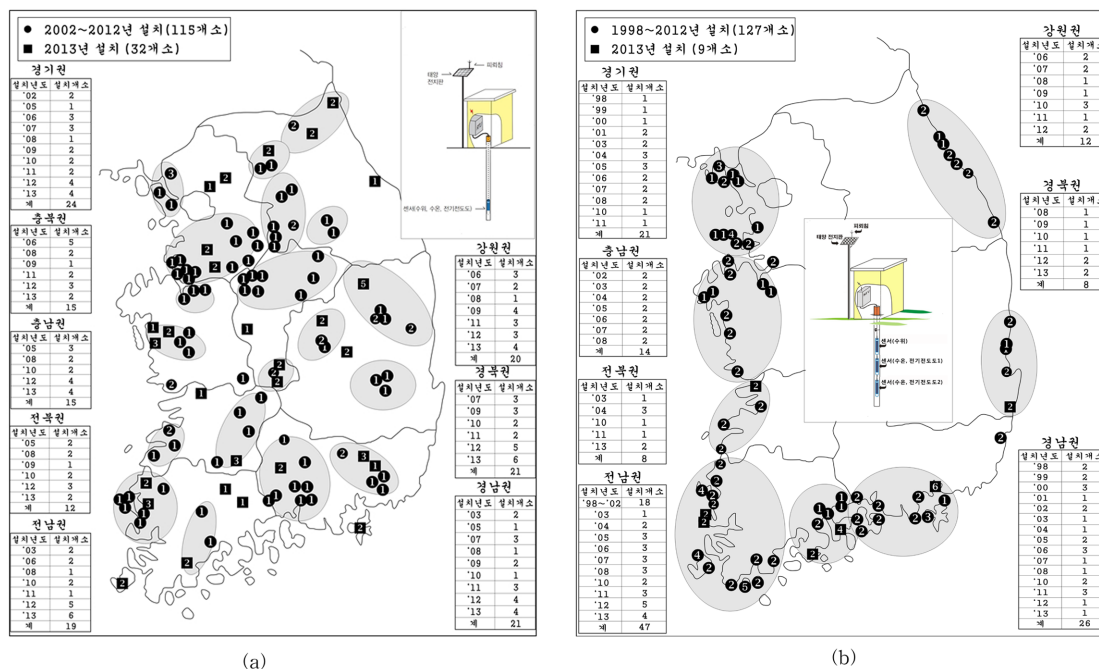 ● 2002~2012년 설치(115개소)
■ 2013년 설치 (32개소)
경기권
설치년도 설치개소
'02 2
'05 1
'06 3
'07 3
'08 1
'09 2
'10 2
'11 2
'12 4
'13 4
계 24
충북권
설치년도 설치개소
'06 5
'08 2
'09 1
'11 2
'12 3
'13 2
계 15
충남권
설치년도 설치개소
'05 3
'08 2
'10 2
'12 4
'13 4
계 15
전북권
설치년도 설치개소
'05 2
'08 2
'09 1
'10 2
'12 3
'13 2
계 12
전남권
설치년도 설치개소
'03 2
'06 2
'08 1
'10 2
'11 1
'12 5
'13 6
계 19
피뢰침
태양
전지판
센서(수위, 수온, 전기전도도)
강원권
설치년도 설치개소
'06 3
'07 2
'08 1
'09 4
'11 3
'12 3
'13 4
계 20
경북권
설치년도 설치개소
'07 3
'09 3
'10 2
'11 2
'12 5
'13 6
계 21
경남권
설치년도 설치개소
'03 2
'05 1
'07 3
'08 1
'09 2
'10 1
'11 3
'12 4
'13 4
계 21
(a)
● 1998~2012년 설치(127개소)
■ 2013년 설치 (9개소)
경기권
설치년도 설치개소
'98 1
'99 1
'00 1
'01 2
'03 2
'04 3
'05 3
'06 2
'07 2
'08 2
'10 1
'11 1
계 21
충남권
설치년도 설치개소
'02 2
'03 2
'04 2
'05 2
'06 2
'07 2
'08 2
계 14
전북권
설치년도 설치개소
'03 1
'04 3
'10 1
'11 1
'13 2
계 8
전남권
설치년도 설치개소
'98~'02 18
'03 1
'04 2
'05 3
'06 3
'07 3
'08 3
'10 2
'11 3
'12 5
'13 4
계 47
피뢰침
태양 전지판
센서(수위)
센서(수온, 전기전도도1)
센서(수온, 전기전도도2)
강원권
설치년도 설치개소
'06 2
'07 2
'08 1
'09 1
'10 3
'11 1
'12 2
계 12
경북권
설치년도 설치개소
'08 1
'09 1
'10 1
'11 1
'12 2
'13 2
계 8
경남권
설치년도 설치개소
'98 2
'99 2
'00 3
'01 1
'02 2
'03 1
'04 1
'05 2
'06 3
'07 1
'08 1
'10 2
'11 3
'12 1
'13 1
계 26
(b)